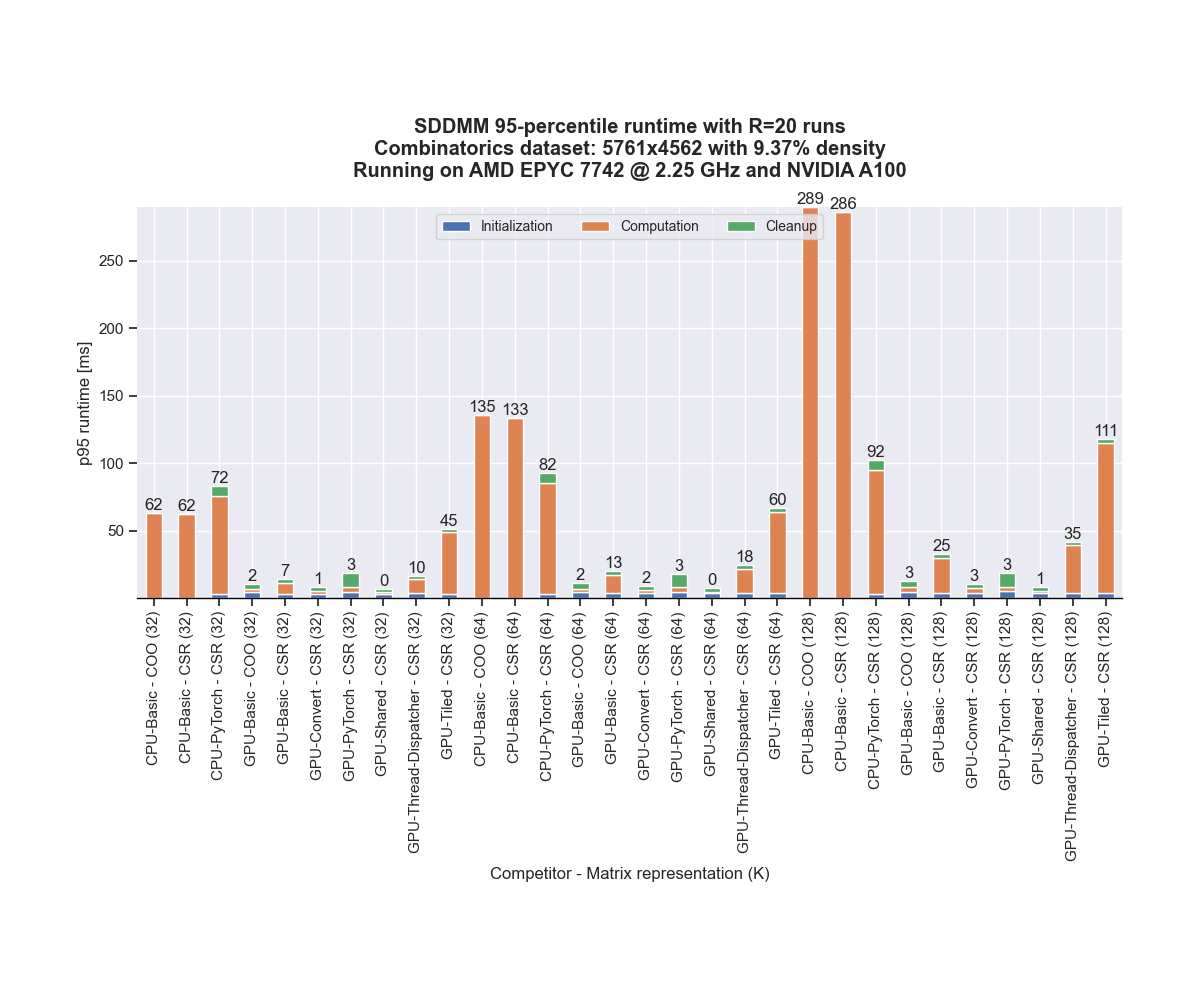 SDDMM 95-percentile runtime with R=20 runs
Combinatorics dataset: 5761x4562 with 9.37% density
Running on AMD EPYC 7742 @ 2.25 GHz and NVIDIA A100
Initialization Computation Cleanup
p95 runtime [ms]
250
200
150
100
50
62 62 72 2 7 1 3 0 10 45 135 133 82 2 13 2 3 0 18 60 289 286 92 3 25 3 3 1 35 111
CPU-Basic - COO (32)
CPU-Basic - CSR (32)
CPU-PyTorch - CSR (32)
GPU-Basic - COO (32)
GPU-Basic - CSR (32)
GPU-Convert - CSR (32)
GPU-PyTorch - CSR (32)
GPU-Shared - CSR (32)
GPU-Thread-Dispatcher - CSR (32)
GPU-Tiled - CSR (32)
CPU-Basic - COO (64)
CPU-Basic - CSR (64)
CPU-PyTorch - CSR (64)
GPU-Basic - COO (64)
GPU-Basic - CSR (64)
GPU-Convert - CSR (64)
GPU-PyTorch - CSR (64)
GPU-Shared - CSR (64)
GPU-Thread-Dispatcher - CSR (64)
GPU-Tiled - CSR (64)
CPU-Basic - COO (128)
CPU-Basic - CSR (128)
CPU-PyTorch - CSR (128)
GPU-Basic - COO (128)
GPU-Basic - CSR (128)
GPU-Convert - CSR (128)
GPU-PyTorch - CSR (128)
GPU-Shared - CSR (128)
GPU-Thread-Dispatcher - CSR (128)
GPU-Tiled - CSR (128)
Competitor - Matrix representation (K)